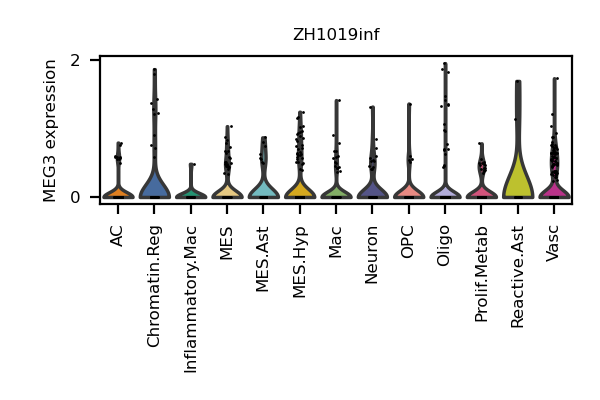 ZH1019inf
MEG3 expression
2
0
AC
Chromatin.Reg
Inflammatory.Mac
MES
MES.Ast
MES.Hyp
Mac
Neuron
OPC
Oligo
Prolif.Metab
Reactive.Ast
Vasc